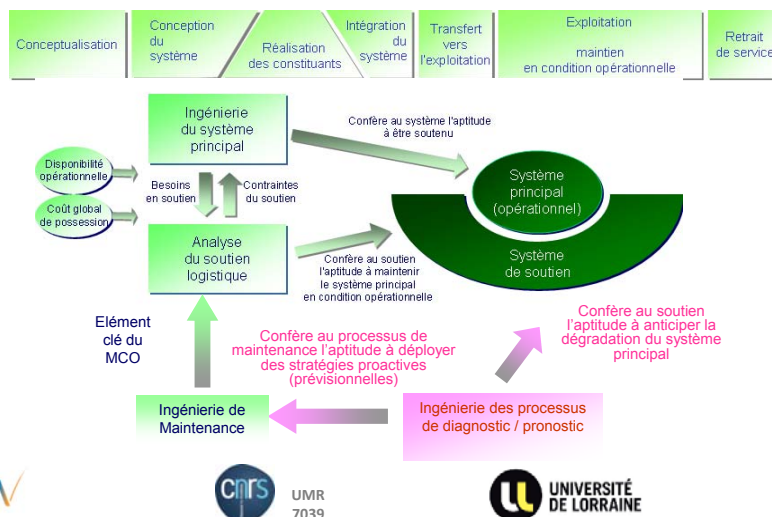 Conceptualisation
Conception
du
système
Réalisation
des constituants
Intégration
du
système
Transfert
vers
l'exploitation
Exploitation
maintien
en condition opérationnelle
Retrait
de service
Ingénierie
du système
principal
Confère au système l'aptitude
à être soutenu
Disponibilité
opérationnelle
Besoins
en soutien
Contraintes
du soutien
Système
principal
(opérationnel)
Coût global
de possession
Analyse
du soutien
logistique
Confère au soutien
l'aptitude à maintenir
le système principal
en condition opérationnelle
Système
de soutien
Elément
clé du
MCO
Confère au processus de
maintenance l'aptitude à déployer
des stratégies proactives
(prévisionnelles)
Confère au soutien
l'aptitude à anticiper la
dégradation du système
principal
Ingénierie de
Maintenance
Ingénierie des processus
de diagnostic / pronostic
cnrs
UMR
7039
UNIVERSITÉ
DE LORRAINE